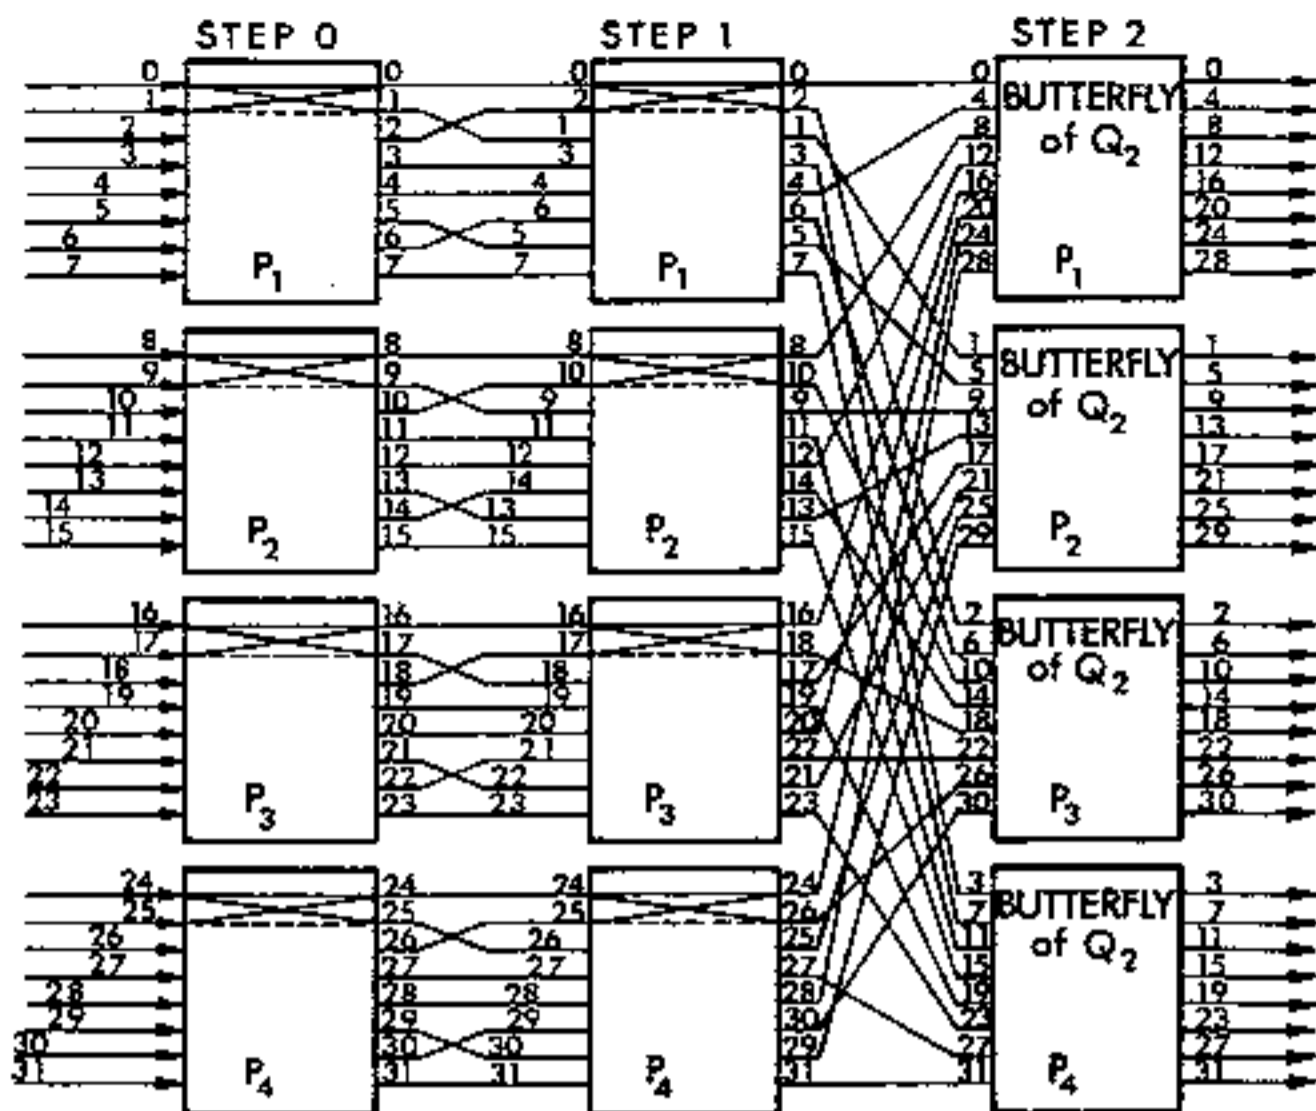 STEP 0 STEP 1 STEP 2
0 0 0 0 0 0
1 1 2 2 4 4
2 2 1 1 8 8
3 3 3 3 12 12
4 4 4 4 16 16
5 5 6 6 20 20
6 6 5 5 24 24
7 7 7 7 28 28
BUTTERFLY
of Q2
P1 P1 P1
8 8 8 8 1 1
9 9 10 10 5 5
10 10 9 9 9 9
11 11 11 11 13 13
12 12 12 12 17 17
13 13 14 14 21 21
14 14 13 13 25 25
15 15 15 15 29 29
BUTTERFLY
of Q2
P2 P2 P2
16 16 16 16 2 2
17 17 17 18 6 6
18 18 18 17 10 10
19 19 19 19 14 14
20 20 20 20 18 18
21 21 21 22 22 22
22 22 22 21 26 26
23 23 23 23 30 30
BUTTERFLY
of Q2
P3 P3 P3
24 24 24 24 3 3
25 25 25 26 7 7
26 26 26 25 11 11
27 27 27 27 15 15
28 28 28 28 19 19
29 29 29 30 23 23
30 30 30 29 27 27
31 31 31 31 31 31
BUTTERFLY
of Q2
P4 P4 P4